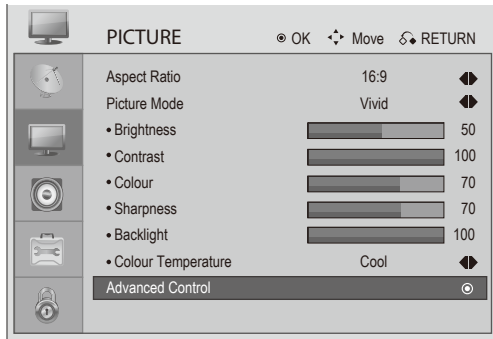 PICTURE OK Move RETURN
Aspect Ratio 16:9
Picture Mode Vivid
• Brightness 50
• Contrast 100
• Colour 70
• Sharpness 70
• Backlight 100
• Colour Temperature Cool
Advanced Control